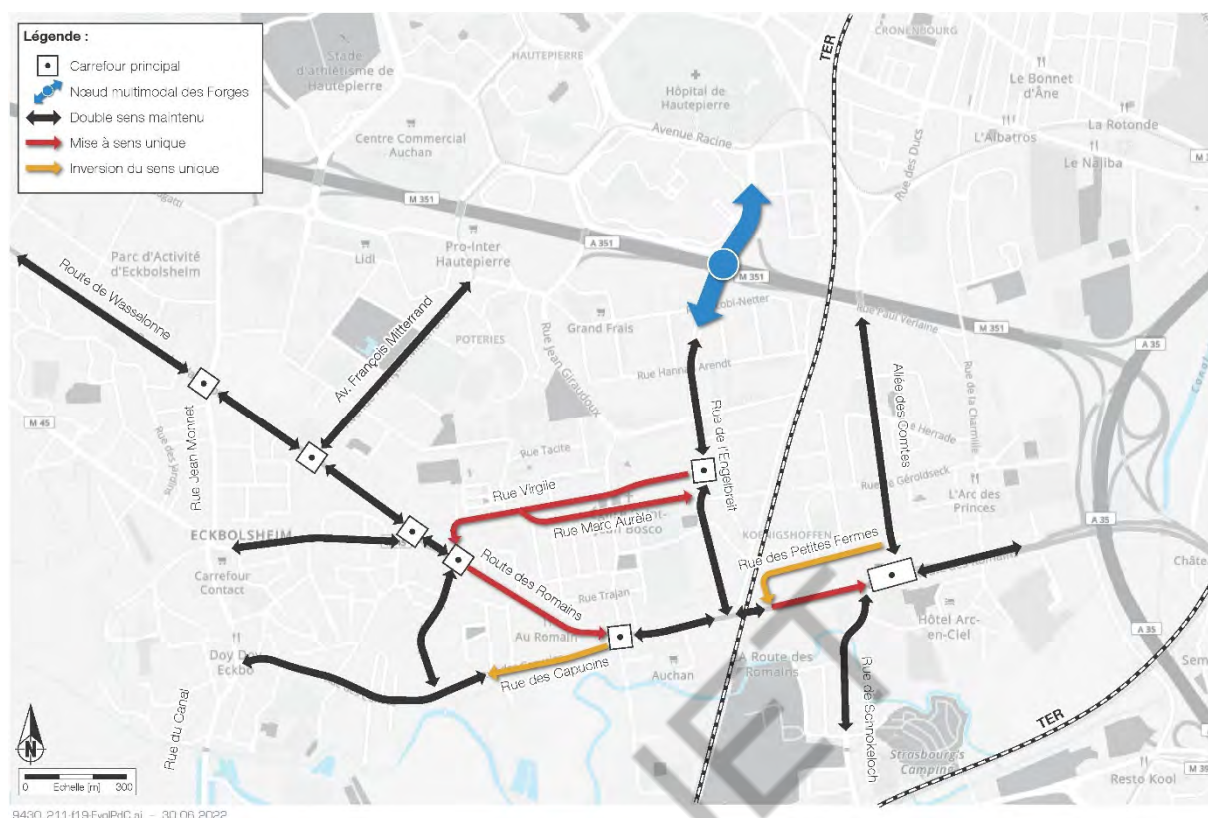 Légende :
Carrefour principal
Nœud multimodal des Forges
Double sens maintenu
Mise à sens unique
Inversion du sens unique
Stade
d'athlétisme de
Hautepierre
HAUTEPIERRE
Hôpital de
Hautepierre
TER
CRONENBOURG
Le Bonnet
d'Âne
L'Albatros
La Rotonde
Le Naliba
Centre Commercial
Auchan
Avenue Racine
Rue des Ducs
M 351
A 351
M 351
M 351
Parc d'Activité
d'Eckbolsheim
Lidl
Pro-Inter
Hautepierre
Route de Wasselonne
Av. François Mitterrand
POTERIES
Grand Frais
Rue Paul Verlaine
A 35
Rue Jean Giraudoux
Rue Hannah Arendt
M 45
Rue Jean Monnet
Rue de l'Engelbreit
Allée des Comtes
Rue de la Charmille
Herrade
Rue Tacite
Rue Virgile
Rue Marc Aurèle
Rue de Géroldseck
L'Arc des
Princes
ECKBOLSHEIM
Bosco
KOENIGSHOFFEN
Rue des Petites Fermes
A 35
Carrefour
Contact
Route des Romains
Rue Trajan
Hôtel Arc-
en-Ciel
A 35
Au Romain
Doy Doy
Eckbo
Rue des Capucins
Auchan
A Route des
Romains
Rue du Canal
Rue de Schnokeloch
TER
Strasbourg's
Camping
Resto Kool
N
0 Echelle [m] 300
9430_211-f19-EvolPdC.ai – 30.06.2022